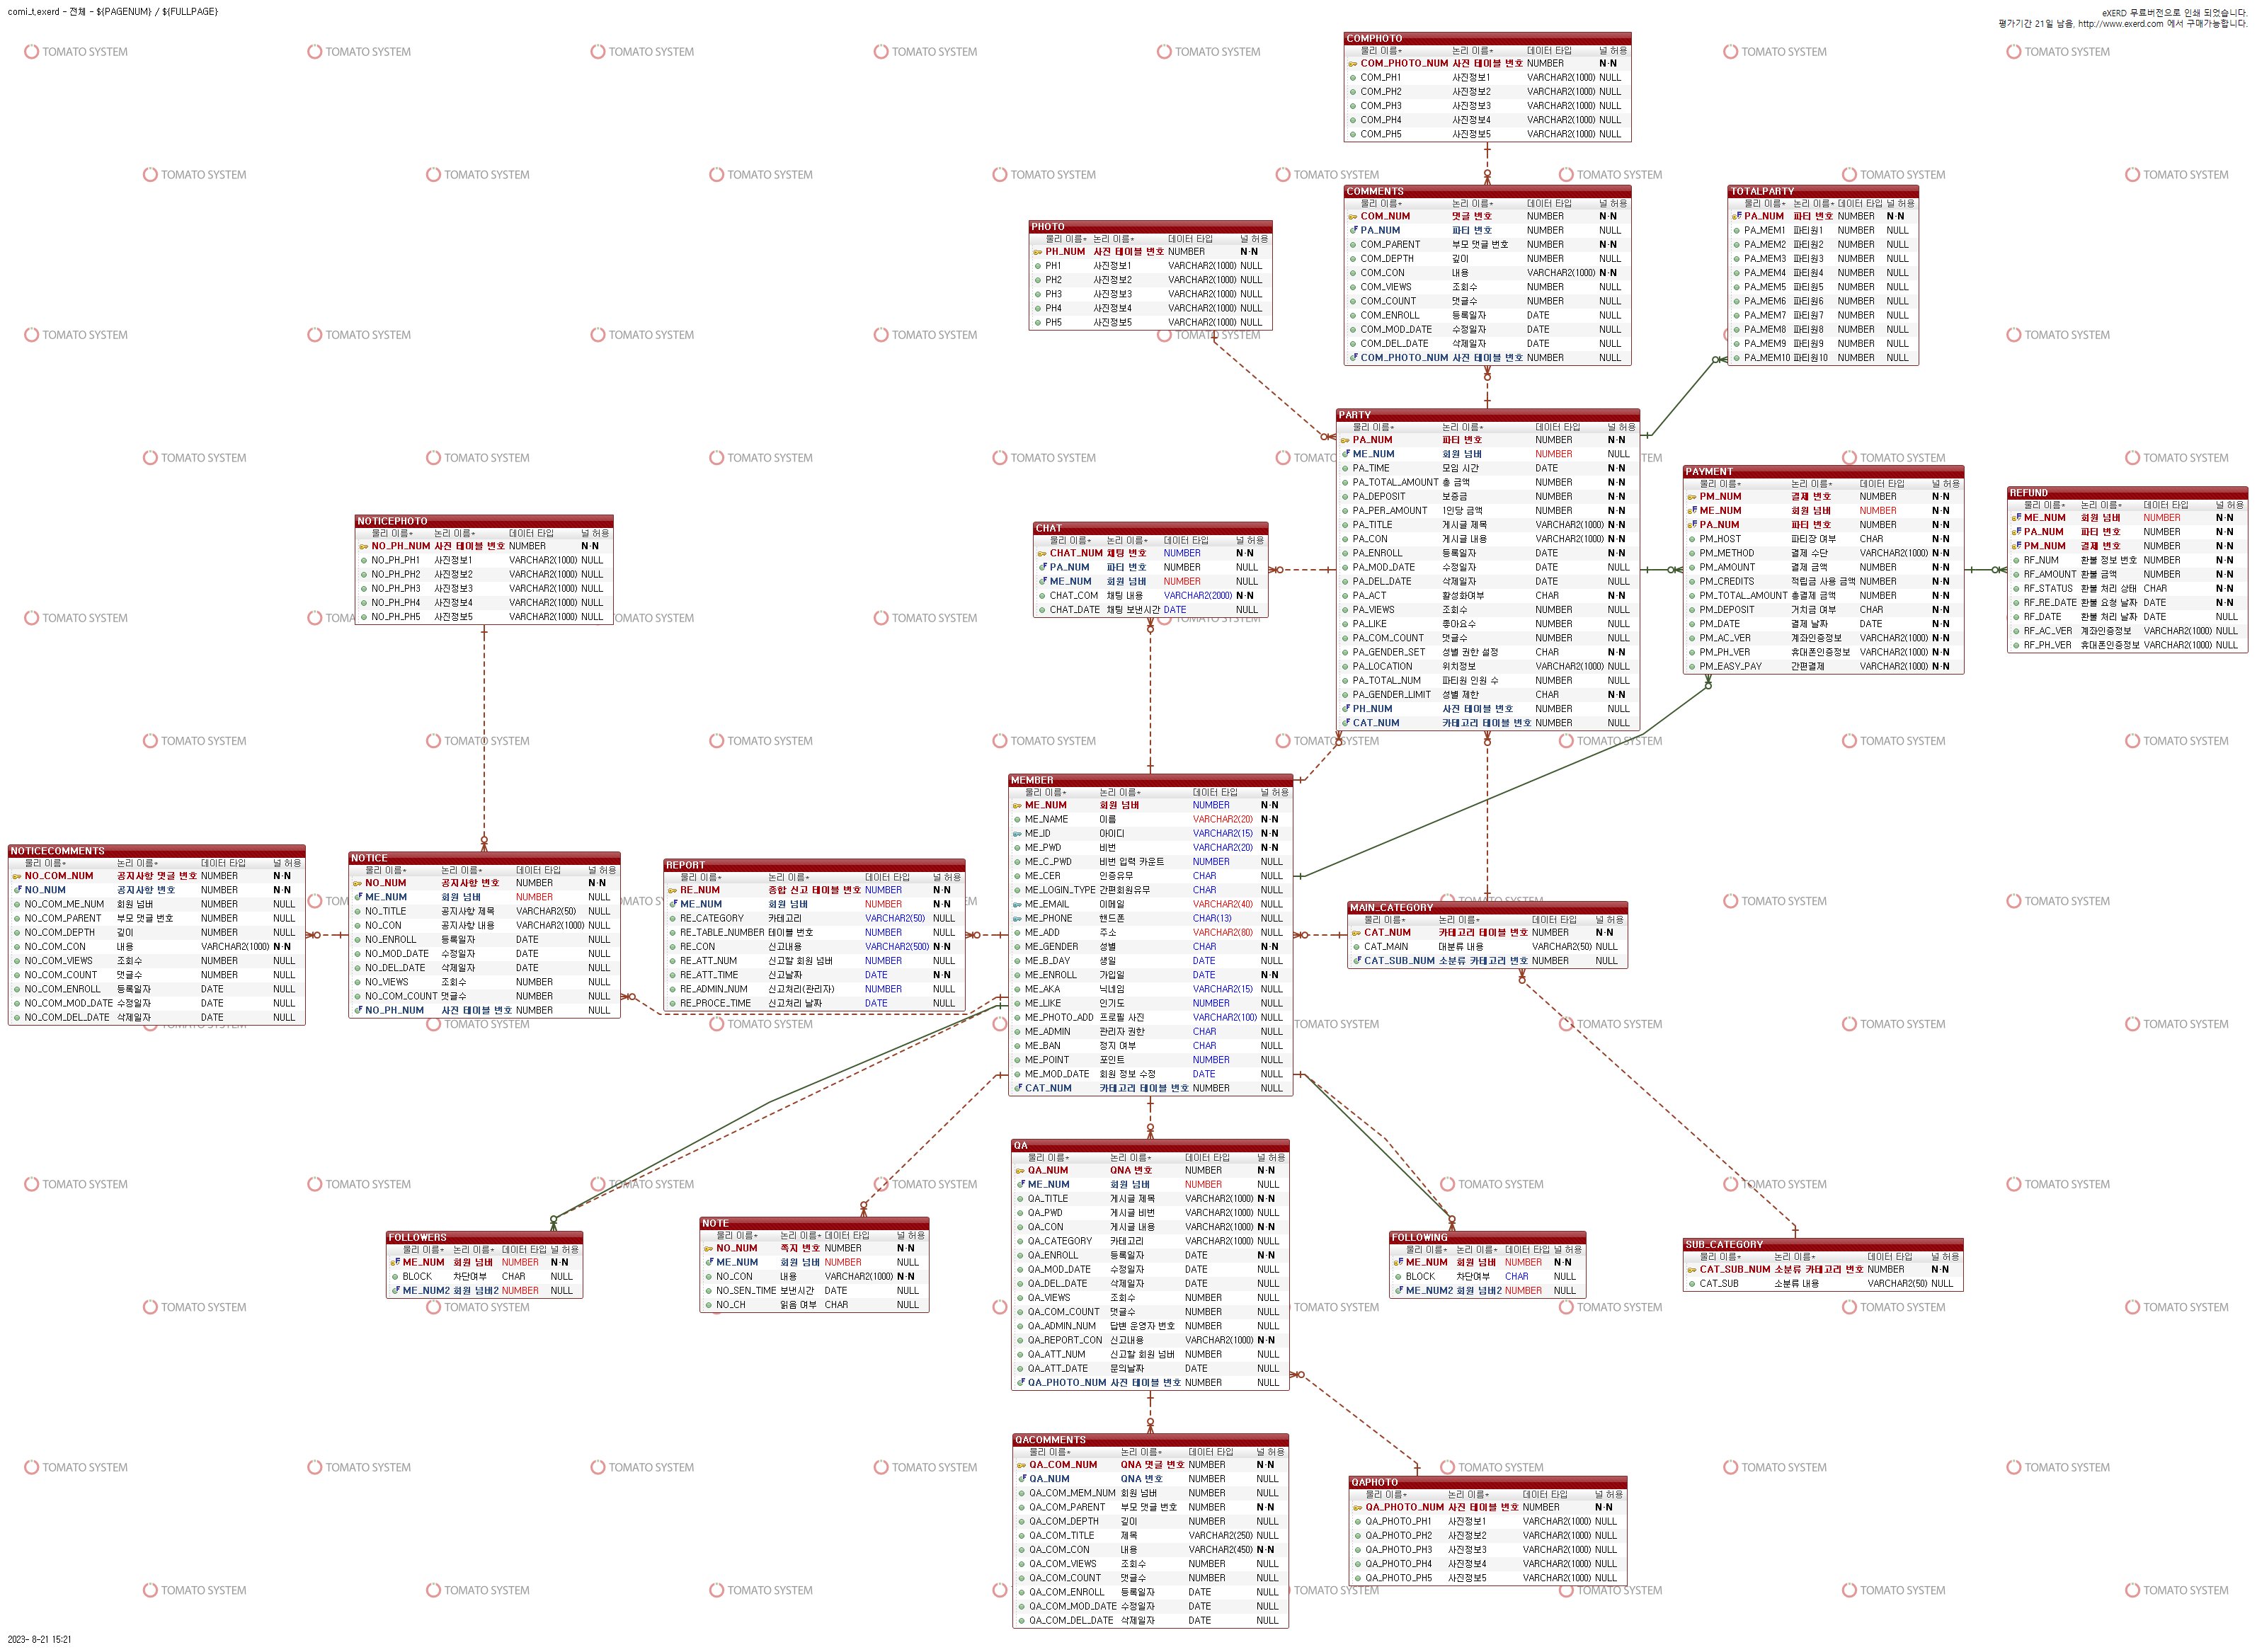 comi_t.exerd - 전체 - ${PAGENUM} / ${FULLPAGE}
eXERD 무료버전으로 인쇄 되었습니다.
평가기간 21일 남음, http://www.exerd.com 에서 구매가능합니다.
TOMATO SYSTEM
COMPHOTO
물리 이름 논리 이름 데이터 타입 널 허용
COM_PHOTO_NUM 사진 테이블 번호 NUMBER N-N
COM_PH1 사진정보1 VARCHAR2(1000) NULL
COM_PH2 사진정보2 VARCHAR2(1000) NULL
COM_PH3 사진정보3 VARCHAR2(1000) NULL
COM_PH4 사진정보4 VARCHAR2(1000) NULL
COM_PH5 사진정보5 VARCHAR2(1000) NULL
COMMENTS
물리 이름 논리 이름 데이터 타입 널 허용
COM_NUM 댓글 번호 NUMBER N-N
PA_NUM 파티 번호 NUMBER NULL
COM_PARENT 부모 댓글 번호 NUMBER N-N
COM_DEPTH 깊이 NUMBER NULL
COM_CON 내용 VARCHAR2(1000) N-N
COM_VIEWS 조회수 NUMBER NULL
COM_COUNT 댓글수 NUMBER NULL
COM_ENROLL 등록일자 DATE NULL
COM_MOD_DATE 수정일자 DATE NULL
COM_DEL_DATE 삭제일자 DATE NULL
COM_PHOTO_NUM 사진 테이블 번호 NUMBER NULL
TOTALPARTY
물리 이름 논리 이름 데이터 타입 널 허용
PA_NUM 파티 번호 NUMBER N-N
PA_MEM1 파티원1 NUMBER NULL
PA_MEM2 파티원2 NUMBER NULL
PA_MEM3 파티원3 NUMBER NULL
PA_MEM4 파티원4 NUMBER NULL
PA_MEM5 파티원5 NUMBER NULL
PA_MEM6 파티원6 NUMBER NULL
PA_MEM7 파티원7 NUMBER NULL
PA_MEM8 파티원8 NUMBER NULL
PA_MEM9 파티원9 NUMBER NULL
PA_MEM10 파티원10 NUMBER NULL
PHOTO
물리 이름 논리 이름 데이터 타입 널 허용
PH_NUM 사진 테이블 번호 NUMBER N-N
PH1 사진정보1 VARCHAR2(1000) NULL
PH2 사진정보2 VARCHAR2(1000) NULL
PH3 사진정보3 VARCHAR2(1000) NULL
PH4 사진정보4 VARCHAR2(1000) NULL
PH5 사진정보5 VARCHAR2(1000) NULL
PARTY
물리 이름 논리 이름 데이터 타입 널 허용
PA_NUM 파티 번호 NUMBER N-N
ME_NUM 회원 넘버 NUMBER NULL
PA_TIME 모임 시간 DATE N-N
PA_TOTAL_AMOUNT 총 금액 NUMBER N-N
PA_DEPOSIT 보증금 NUMBER N-N
PA_PER_AMOUNT 1인당 금액 NUMBER N-N
PA_TITLE 게시글 제목 VARCHAR2(1000) N-N
PA_CON 게시글 내용 VARCHAR2(1000) N-N
PA_ENROLL 등록일자 DATE N-N
PA_MOD_DATE 수정일자 DATE NULL
PA_DEL_DATE 삭제일자 DATE NULL
PA_ACT 활성화여부 CHAR N-N
PA_VIEWS 조회수 NUMBER NULL
PA_LIKE 좋아요수 NUMBER NULL
PA_COM_COUNT 댓글수 NUMBER NULL
PA_GENDER_SET 성별 권한 설정 CHAR N-N
PA_LOCATION 위치정보 VARCHAR2(1000) NULL
PA_TOTAL_NUM 파티원 인원 수 NUMBER NULL
PA_GENDER_LIMIT 성별 제한 CHAR N-N
PH_NUM 사진 테이블 번호 NUMBER NULL
CAT_NUM 카테고리 테이블 번호 NUMBER NULL
PAYMENT
물리 이름 논리 이름 데이터 타입 널 허용
PM_NUM 결제 번호 NUMBER N-N
ME_NUM 회원 넘버 NUMBER N-N
PA_NUM 파티 번호 NUMBER N-N
PM_HOST 파티장 여부 CHAR N-N
PM_METHOD 결제 수단 VARCHAR2(1000) N-N
PM_AMOUNT 결제 금액 NUMBER N-N
PM_CREDITS 적립금 사용 금액 NUMBER N-N
PM_TOTAL_AMOUNT 총결제 금액 NUMBER N-N
PM_DEPOSIT 거치금 여부 CHAR N-N
PM_DATE 결제 날짜 DATE N-N
PM_AC_VER 계좌인증정보 VARCHAR2(1000) N-N
PM_PH_VER 휴대폰인증정보 VARCHAR2(1000) N-N
PM_EASY_PAY 간편결제 VARCHAR2(1000) N-N
REFUND
물리 이름 논리 이름 데이터 타입 널 허용
ME_NUM 회원 넘버 NUMBER N-N
PA_NUM 파티 번호 NUMBER N-N
PM_NUM 결제 번호 NUMBER N-N
RF_NUM 환불 정보 번호 NUMBER N-N
RF_AMOUNT 환불 금액 NUMBER N-N
RF_STATUS 환불 처리 상태 CHAR N-N
RF_RE_DATE 환불 요청 날짜 DATE N-N
RF_DATE 환불 처리 날짜 DATE NULL
RF_AC_VER 계좌인증정보 VARCHAR2(1000) NULL
RF_PH_VER 휴대폰인증정보 VARCHAR2(1000) NULL
NOTICEPHOTO
물리 이름 논리 이름 데이터 타입 널 허용
NO_PH_NUM 사진 테이블 번호 NUMBER N-N
NO_PH_PH1 사진정보1 VARCHAR2(1000) NULL
NO_PH_PH2 사진정보2 VARCHAR2(1000) NULL
NO_PH_PH3 사진정보3 VARCHAR2(1000) NULL
NO_PH_PH4 사진정보4 VARCHAR2(1000) NULL
NO_PH_PH5 사진정보5 VARCHAR2(1000) NULL
CHAT
물리 이름 논리 이름 데이터 타입 널 허용
CHAT_NUM 채팅 번호 NUMBER N-N
PA_NUM 파티 번호 NUMBER NULL
ME_NUM 회원 넘버 NUMBER NULL
CHAT_COM 채팅 내용 VARCHAR2(2000) N-N
CHAT_DATE 채팅 보낸시간 DATE NULL
MEMBER
물리 이름 논리 이름 데이터 타입 널 허용
ME_NUM 회원 넘버 NUMBER N-N
ME_NAME 이름 VARCHAR2(20) N-N
ME_ID 아이디 VARCHAR2(15) N-N
ME_PWD 비번 VARCHAR2(20) N-N
ME_C_PWD 비번 입력 카운트 NUMBER NULL
ME_CER 인증유무 CHAR NULL
ME_LOGIN_TYPE 간편회원유무 CHAR NULL
ME_EMAIL 이메일 VARCHAR2(40) NULL
ME_PHONE 핸드폰 CHAR(13) NULL
ME_ADD 주소 VARCHAR2(80) NULL
ME_GENDER 성별 CHAR N-N
ME_B_DAY 생일 DATE NULL
ME_ENROLL 가입일 DATE N-N
ME_AKA 닉네임 VARCHAR2(15) NULL
ME_LIKE 인기도 NUMBER NULL
ME_PHOTO_ADD 프로필 사진 VARCHAR2(100) NULL
ME_ADMIN 관리자 권한 CHAR NULL
ME_BAN 정지 여부 CHAR NULL
ME_POINT 포인트 NUMBER NULL
ME_MOD_DATE 회원 정보 수정 DATE NULL
CAT_NUM 카테고리 테이블 번호 NUMBER NULL
NOTICECOMMENTS
물리 이름 논리 이름 데이터 타입 널 허용
NO_COM_NUM 공지사항 댓글 번호 NUMBER N-N
NO_NUM 공지사항 번호 NUMBER N-N
NO_COM_ME_NUM 회원 넘버 NUMBER NULL
NO_COM_PARENT 부모 댓글 번호 NUMBER NULL
NO_COM_DEPTH 깊이 NUMBER NULL
NO_COM_CON 내용 VARCHAR2(1000) N-N
NO_COM_VIEWS 조회수 NUMBER NULL
NO_COM_COUNT 댓글수 NUMBER NULL
NO_COM_ENROLL 등록일자 DATE NULL
NO_COM_MOD_DATE 수정일자 DATE NULL
NO_COM_DEL_DATE 삭제일자 DATE NULL
NOTICE
물리 이름 논리 이름 데이터 타입 널 허용
NO_NUM 공지사항 번호 NUMBER N-N
ME_NUM 회원 넘버 NUMBER NULL
NO_TITLE 공지사항 제목 VARCHAR2(50) NULL
NO_CON 공지사항 내용 VARCHAR2(1000) NULL
NO_ENROLL 등록일자 DATE NULL
NO_MOD_DATE 수정일자 DATE NULL
NO_DEL_DATE 삭제일자 DATE NULL
NO_VIEWS 조회수 NUMBER NULL
NO_COM_COUNT 댓글수 NUMBER NULL
NO_PH_NUM 사진 테이블 번호 NUMBER NULL
REPORT
물리 이름 논리 이름 데이터 타입 널 허용
RE_NUM 종합 신고 테이블 번호 NUMBER N-N
ME_NUM 회원 넘버 NUMBER N-N
RE_CATEGORY 카테고리 VARCHAR2(50) NULL
RE_TABLE_NUMBER 테이블 번호 NUMBER NULL
RE_CON 신고내용 VARCHAR2(500) N-N
RE_ATT_NUM 신고할 회원 넘버 NUMBER NULL
RE_ATT_TIME 신고날짜 DATE N-N
RE_ADMIN_NUM 신고처리(관리자) NUMBER NULL
RE_PROCE_TIME 신고처리 날짜 DATE NULL
MAIN_CATEGORY
물리 이름 논리 이름 데이터 타입 널 허용
CAT_NUM 카테고리 테이블 번호 NUMBER N-N
CAT_MAIN 대분류 내용 VARCHAR2(50) NULL
CAT_SUB_NUM 소분류 카테고리 번호 NUMBER NULL
FOLLOWERS
물리 이름 논리 이름 데이터 타입 널 허용
ME_NUM 회원 넘버 NUMBER N-N
BLOCK 차단여부 CHAR NULL
ME_NUM2 회원 넘버2 NUMBER NULL
NOTE
물리 이름 논리 이름 데이터 타입 널 허용
NO_NUM 쪽지 번호 NUMBER N-N
ME_NUM 회원 넘버 NUMBER NULL
NO_CON 내용 VARCHAR2(1000) N-N
NO_SEN_TIME 보낸시간 DATE NULL
NO_CH 읽음 여부 CHAR NULL
QA
물리 이름 논리 이름 데이터 타입 널 허용
QA_NUM QNA 번호 NUMBER N-N
ME_NUM 회원 넘버 NUMBER NULL
QA_TITLE 게시글 제목 VARCHAR2(1000) N-N
QA_PWD 게시글 비번 VARCHAR2(1000) NULL
QA_CON 게시글 내용 VARCHAR2(1000) N-N
QA_CATEGORY 카테고리 VARCHAR2(1000) NULL
QA_ENROLL 등록일자 DATE N-N
QA_MOD_DATE 수정일자 DATE NULL
QA_DEL_DATE 삭제일자 DATE NULL
QA_VIEWS 조회수 NUMBER NULL
QA_COM_COUNT 댓글수 NUMBER NULL
QA_ADMIN_NUM 답변 운영자 번호 NUMBER NULL
QA_REPORT_CON 신고내용 VARCHAR2(1000) N-N
QA_ATT_NUM 신고할 회원 넘버 NUMBER NULL
QA_ATT_DATE 문의날짜 DATE NULL
QA_PHOTO_NUM 사진 테이블 번호 NUMBER NULL
FOLLOWING
물리 이름 논리 이름 데이터 타입 널 허용
ME_NUM 회원 넘버 NUMBER N-N
BLOCK 차단여부 CHAR NULL
ME_NUM2 회원 넘버2 NUMBER NULL
SUB_CATEGORY
물리 이름 논리 이름 데이터 타입 널 허용
CAT_SUB_NUM 소분류 카테고리 번호 NUMBER N-N
CAT_SUB 소분류 내용 VARCHAR2(50) NULL
QACOMMENTS
물리 이름 논리 이름 데이터 타입 널 허용
QA_COM_NUM QNA 댓글 번호 NUMBER N-N
QA_NUM QNA 번호 NUMBER NULL
QA_COM_MEM_NUM 회원 넘버 NUMBER NULL
QA_COM_PARENT 부모 댓글 번호 NUMBER N-N
QA_COM_DEPTH 깊이 NUMBER NULL
QA_COM_TITLE 제목 VARCHAR2(250) NULL
QA_COM_CON 내용 VARCHAR2(450) N-N
QA_COM_VIEWS 조회수 NUMBER NULL
QA_COM_COUNT 댓글수 NUMBER NULL
QA_COM_ENROLL 등록일자 DATE NULL
QA_COM_MOD_DATE 수정일자 DATE NULL
QA_COM_DEL_DATE 삭제일자 DATE NULL
QAPHOTO
물리 이름 논리 이름 데이터 타입 널 허용
QA_PHOTO_NUM 사진 테이블 번호 NUMBER N-N
QA_PHOTO_PH1 사진정보1 VARCHAR2(1000) NULL
QA_PHOTO_PH2 사진정보2 VARCHAR2(1000) NULL
QA_PHOTO_PH3 사진정보3 VARCHAR2(1000) NULL
QA_PHOTO_PH4 사진정보4 VARCHAR2(1000) NULL
QA_PHOTO_PH5 사진정보5 VARCHAR2(1000) NULL
2023- 8-21 15:21